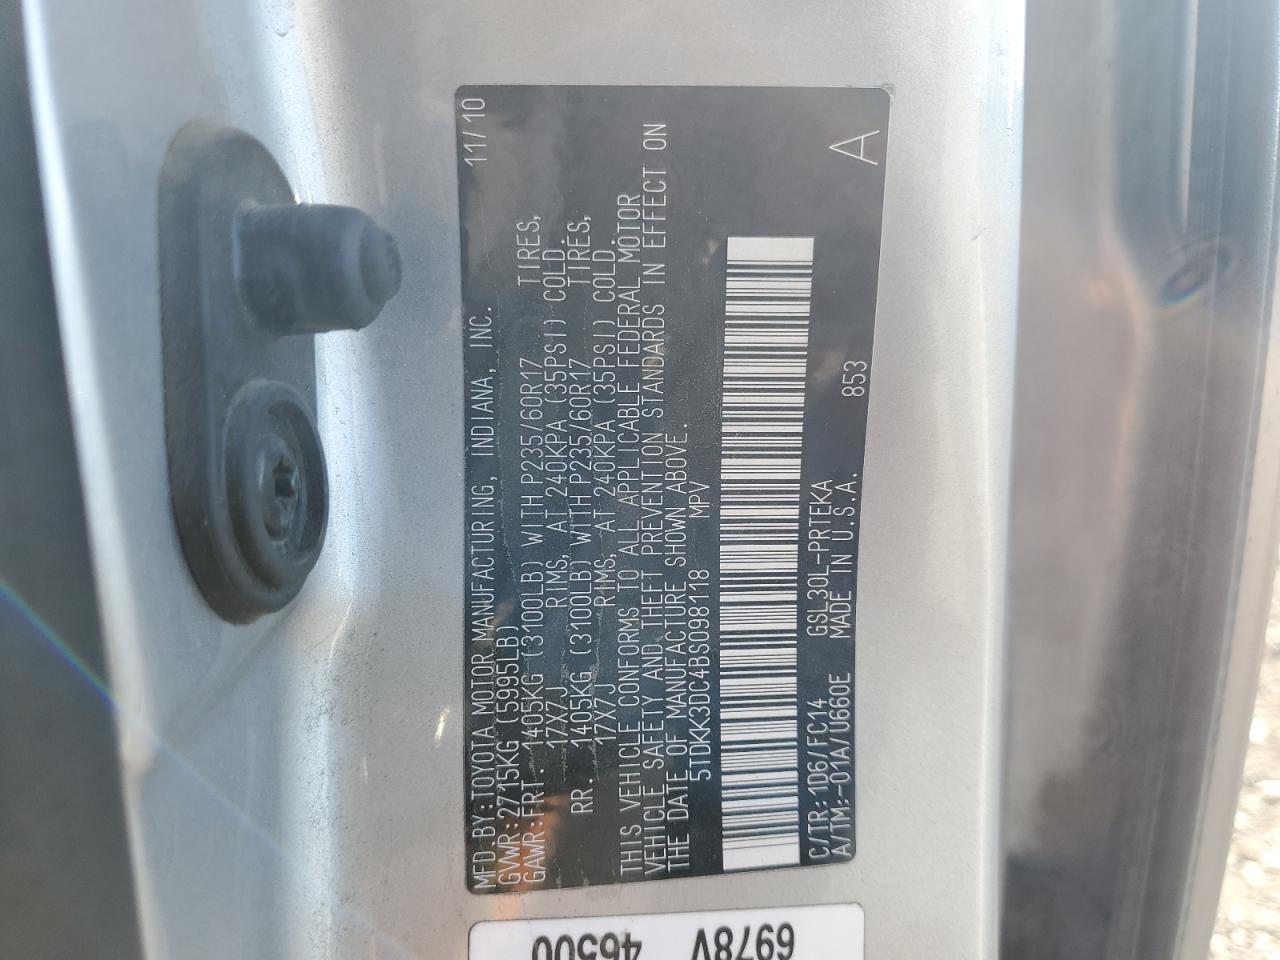 MFD.BY:TOYOTA MOTOR MANUFACTURING, INDIANA, INC. 11/10
GVWR:2715KG (5995LB)
GAWR:FRT. 1405KG (3100LB) WITH P235/60R17 TIRES,
17X7J RIMS, AT 240KPA (35PSI) COLD.
RR. 1405KG (3100LB) WITH P235/60R17 TIRES,
17X7J RIMS, AT 240KPA (35PSI) COLD.
THIS VEHICLE CONFORMS TO ALL APPLICABLE FEDERAL MOTOR
VEHICLE SAFETY AND THEFT PREVENTION STANDARDS IN EFFECT ON
THE DATE OF MANUFACTURE SHOWN ABOVE.
5TDKK3DC4BS098118 MPV
C/TR:1D6/FC14 GSL30L-PRTEKA 853 A
A/TM:-01A/U660E MADE IN U.S.A.
46500
6978V